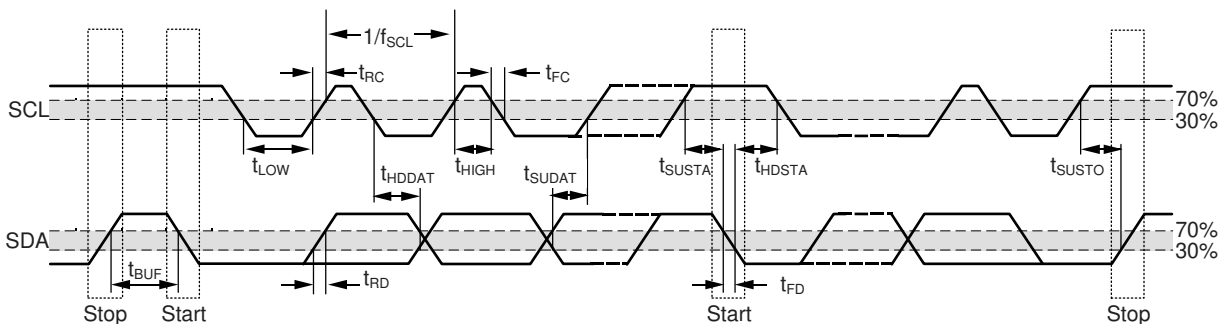 1/fSCL
tRC
tFC
SCL
70%
30%
tLOW
tHIGH
tSUSTA
tHDSTA
tHDDAT
tSUDAT
tSUSTO
SDA
70%
30%
tBUF
tRD
tFD
Stop
Start
Start
Stop